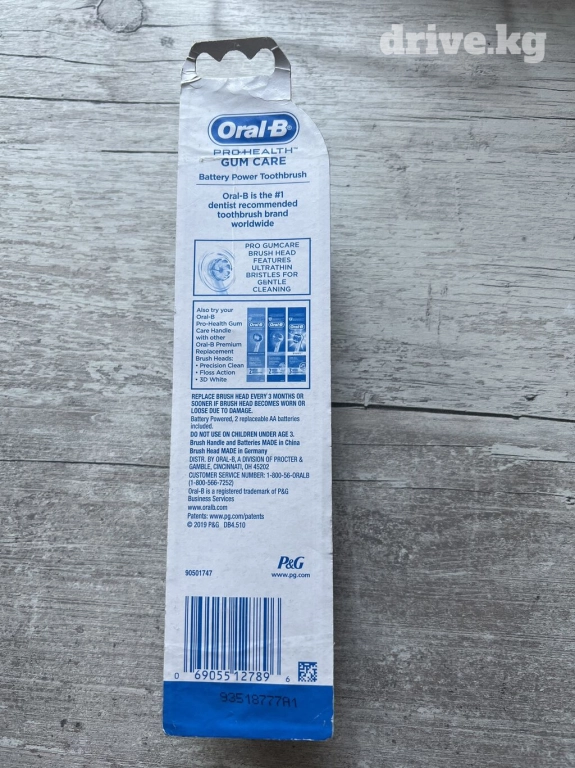 drive.kg
Oral-B®
PRO-HEALTH™
GUM CARE
Battery Power Toothbrush
Oral-B is the #1
dentist recommended
toothbrush brand
worldwide
PRO GUMCARE
BRUSH HEAD
FEATURES
ULTRATHIN
BRISTLES FOR
GENTLE
CLEANING
Also try your
Oral-B
Pro-Health Gum
Care Handle
with other
Oral-B Premium
Replacement
Brush Heads:
• Precision Clean
• Floss Action
• 3D White
Oral-B
REPLACE BRUSH HEAD EVERY 3 MONTHS OR
SOONER IF BRUSH HEAD BECOMES WORN OR
LOOSE DUE TO DAMAGE.
Battery Powered, 2 replaceable AA batteries
included.
DO NOT USE ON CHILDREN UNDER AGE 3.
Brush Handle and Batteries MADE in China
Brush Head MADE in Germany
DISTR. BY ORAL-B, A DIVISION OF PROCTER &
GAMBLE, CINCINNATI, OH 45202
CUSTOMER SERVICE NUMBER: 1-800-56-ORALB
(1-800-566-7252)
Oral-B is a registered trademark of P&G
Business Services
www.oralb.com
Patents: www.pg.com/patents
© 2019 P&G DB4.510
90501747
P&G
www.pg.com
0 69055 12789 6
93518777A1